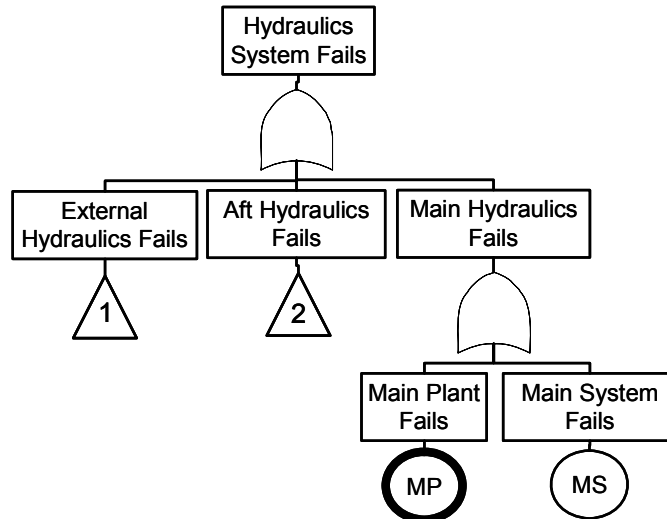 Hydraulics
System Fails
External
Hydraulics Fails
Aft Hydraulics
Fails
Main Hydraulics
Fails
1
2
Main Plant
Fails
Main System
Fails
MP
MS